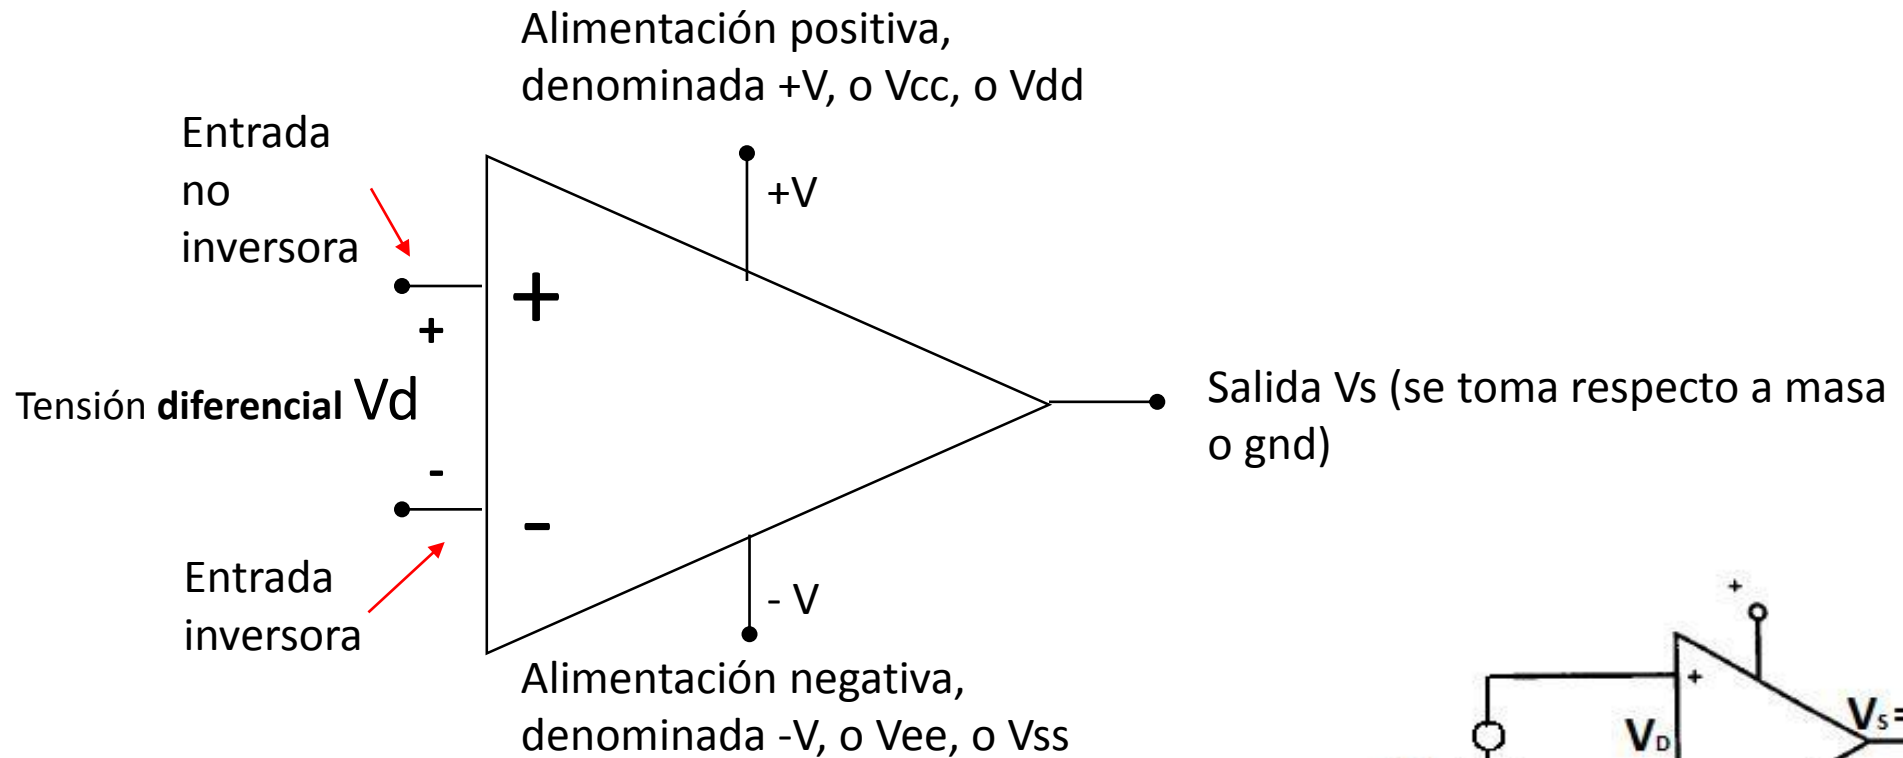 Alimentación positiva,
denominada +V, o Vcc, o Vdd
Entrada
no
inversora
+V
+
+
Tensión diferencial Vd
-
-
Salida Vs (se toma respecto a masa
o gnd)
Entrada
inversora
- V
Alimentación negativa,
denominada -V, o Vee, o Vss
+
+
VD
Vs=